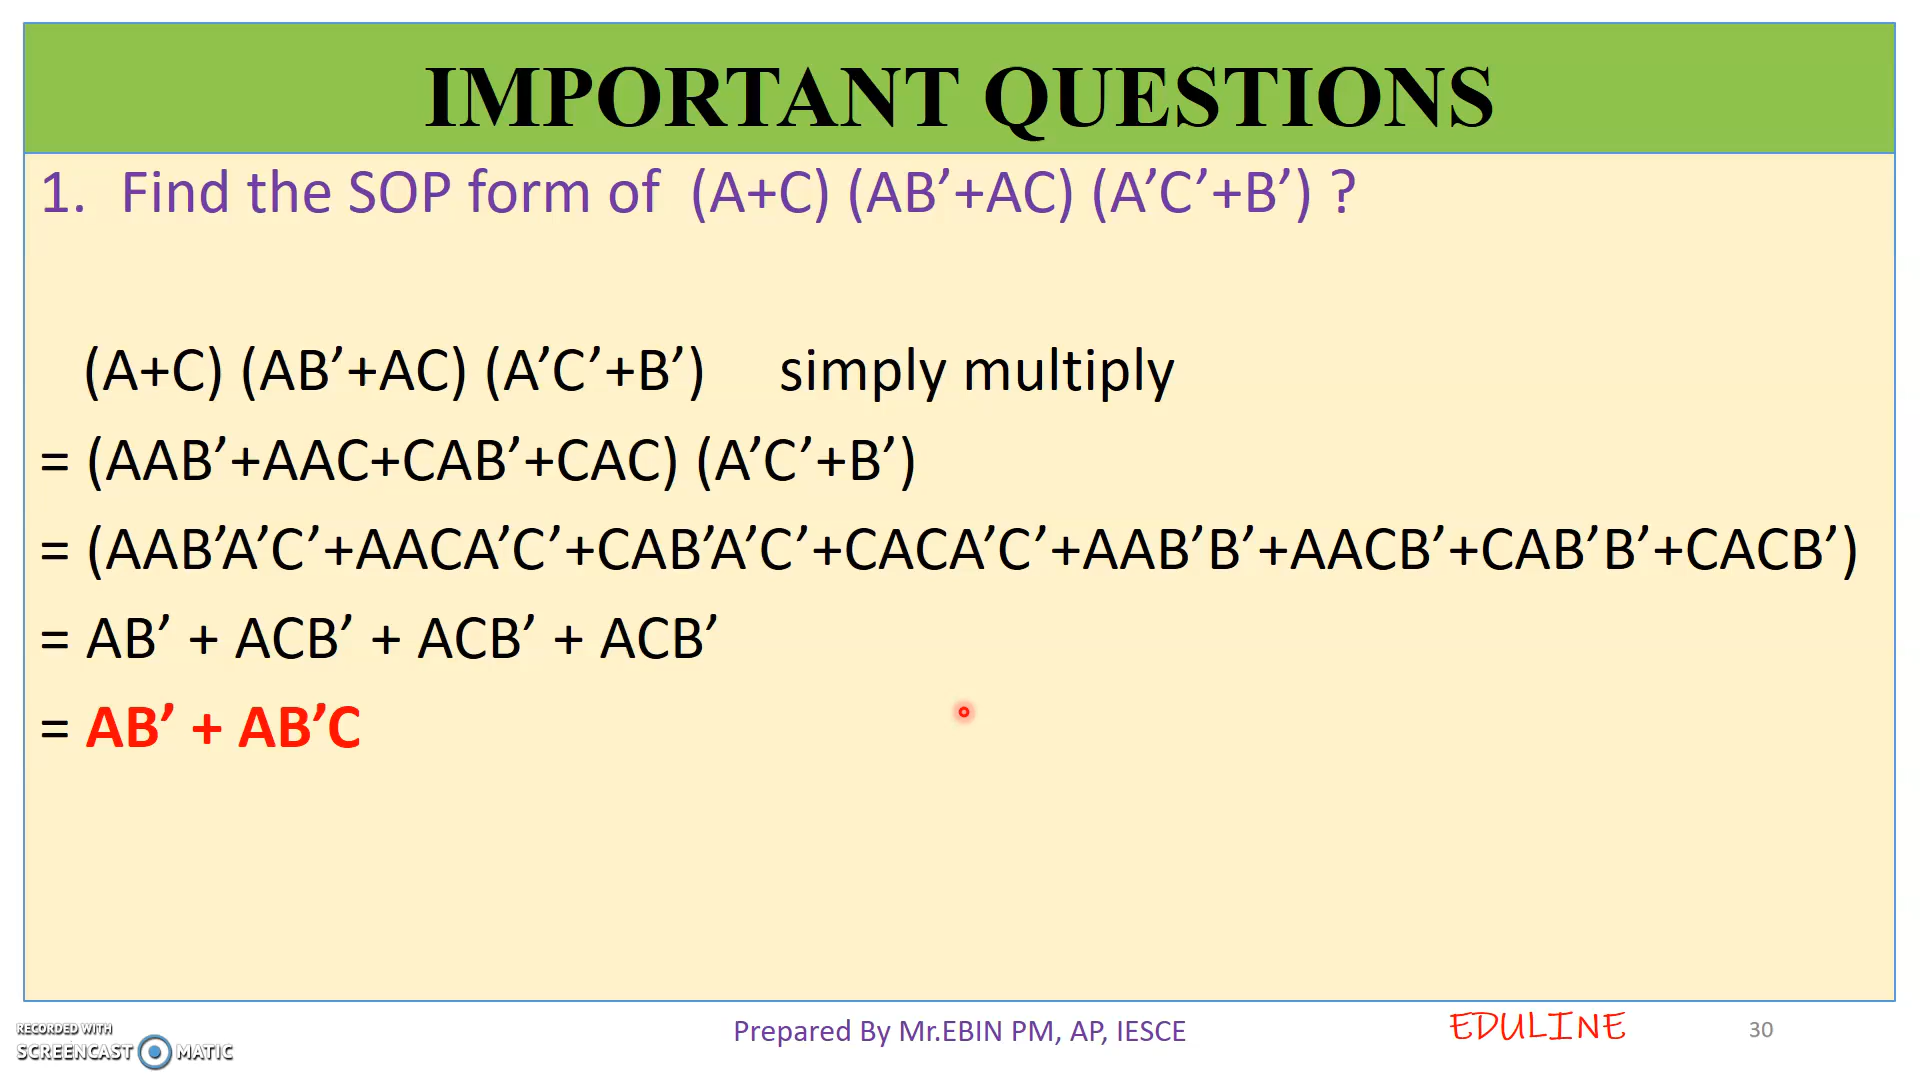 IMPORTANT QUESTIONS
1. Find the SOP form of (A+C) (AB’+AC) (A’C’+B’) ?
(A+C) (AB’+AC) (A’C’+B’) simply multiply
= (AAB’+AAC+CAB’+CAC) (A’C’+B’)
= (AAB’A’C’+AACA’C’+CAB’A’C’+CACA’C’+AAB’B’+AACB’+CAB’B’+CACB’)
= AB’ + ACB’ + ACB’ + ACB’
= AB’ + AB’C
RECORDED WITH
SCREENCAST MATIC
Prepared By Mr.EBIN PM, AP, IESCE
EDULINE
30